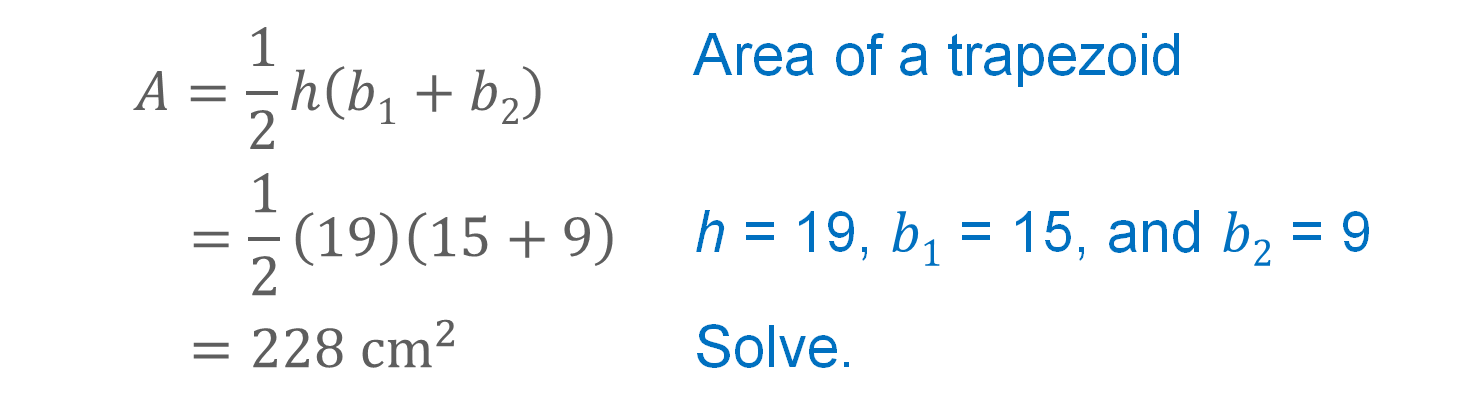 A = 1/2 h(b₁ + b₂) Area of a trapezoid
= 1/2 (19)(15 + 9) h = 19, b₁ = 15, and b₂ = 9
= 228 cm² Solve.